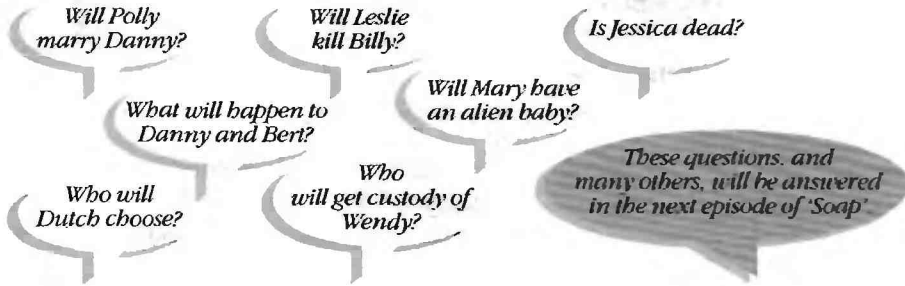 Will Polly
marry Danny?
Will Leslie
kill Billy?
Is Jessica dead?
What will happen to
Danny and Bert?
Will Mary have
an alien baby?
Who will
Dutch choose?
Who
will get custody of
Wendy?
These questions. and
many others, will be answered
in the next episode of 'Soap'